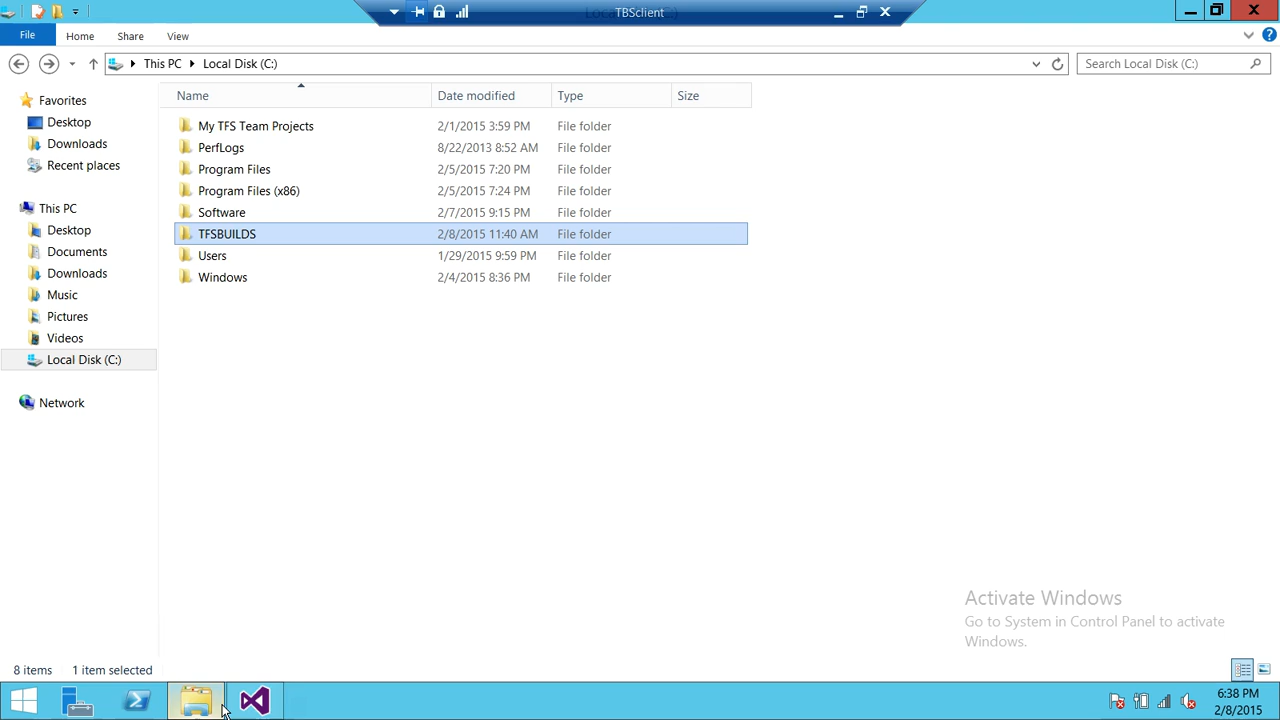 TBSclient
File
Home
Share
View
This PC
Local Disk (C:)
Search Local Disk (C:)
Name
Date modified
Type
Size
Favorites
Desktop
Downloads
Recent places
This PC
Desktop
Documents
Downloads
Music
Pictures
Videos
Local Disk (C:)
Network
My TFS Team Projects 2/1/2015 3:59 PM File folder
PerfLogs 8/22/2013 8:52 AM File folder
Program Files 2/5/2015 7:20 PM File folder
Program Files (x86) 2/5/2015 7:24 PM File folder
Software 2/7/2015 9:15 PM File folder
TFSBUILDS 2/8/2015 11:40 AM File folder
Users 1/29/2015 9:59 PM File folder
Windows 2/4/2015 8:36 PM File folder
Activate Windows
Go to System in Control Panel to activate
Windows.
8 items 1 item selected
6:38 PM
2/8/2015